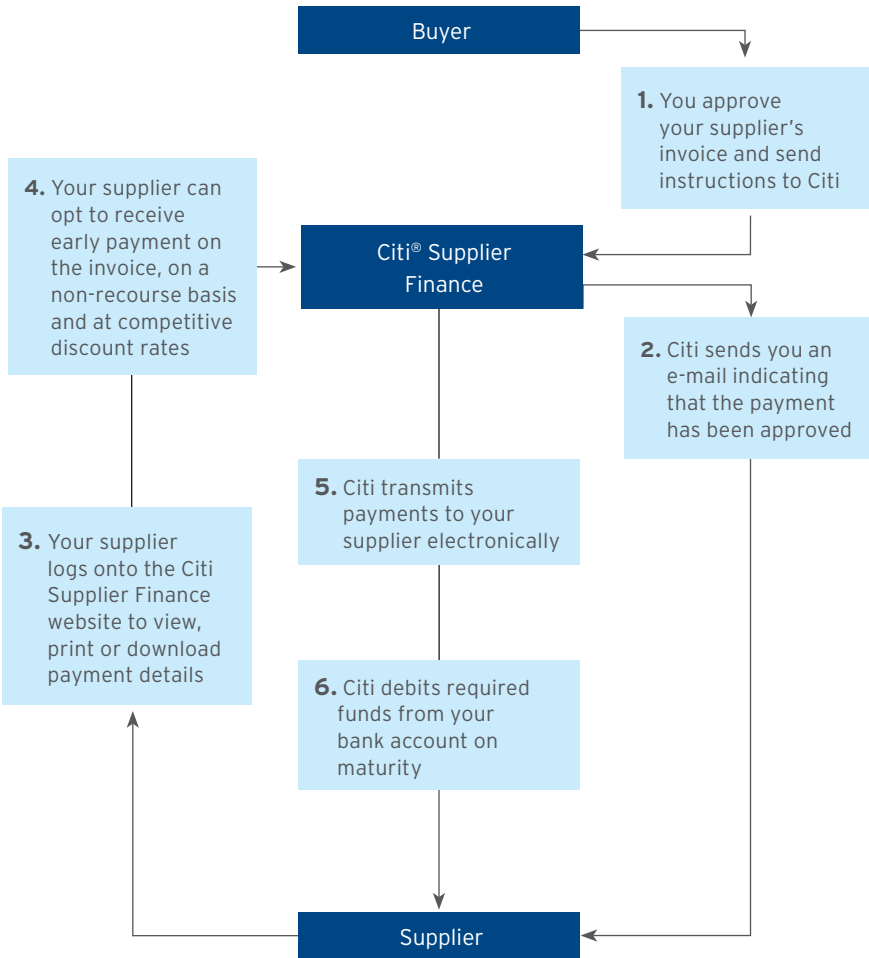 Buyer
1. You approve
your supplier’s
invoice and send
instructions to Citi
4. Your supplier can
opt to receive
early payment on
the invoice, on a
non-recourse basis
and at competitive
discount rates
Citi® Supplier
Finance
2. Citi sends you an
e-mail indicating
that the payment
has been approved
5. Citi transmits
payments to your
supplier electronically
3. Your supplier
logs onto the Citi
Supplier Finance
website to view,
print or download
payment details
6. Citi debits required
funds from your
bank account on
maturity
Supplier